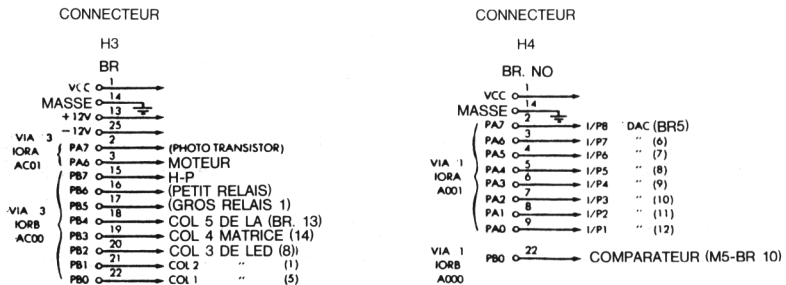 CONNECTEUR
H3
BR
VCC 1
MASSE 14
+12V 13
-12V 25
VIA 3
IORA
AC01
PA7 2 (PHOTO TRANSISTOR)
PA6 3 MOTEUR
VIA 3
IORB
AC00
PB7 15 H-P
PB6 16 (PETIT RELAIS)
PB5 17 (GROS RELAIS 1)
PB4 18 COL 5 DE LA (BR. 13)
PB3 19 COL 4 MATRICE (14)
PB2 20 COL 3 DE LED (8)
PB1 21 COL 2 " (1)
PB0 22 COL 1 " (5)
CONNECTEUR
H4
BR. NO
VCC 1
MASSE 14
VIA 1
IORA
A001
PA7 2 I/P8 DAC (BR5)
PA6 3 I/P7 " (6)
PA5 4 I/P6 " (7)
PA4 5 I/P5 " (8)
PA3 6 I/P4 " (9)
PA2 7 I/P3 " (10)
PA1 8 I/P2 " (11)
PA0 9 I/P1 " (12)
VIA 1
IORB
A000
PB0 22 COMPARATEUR (M5-BR 10)